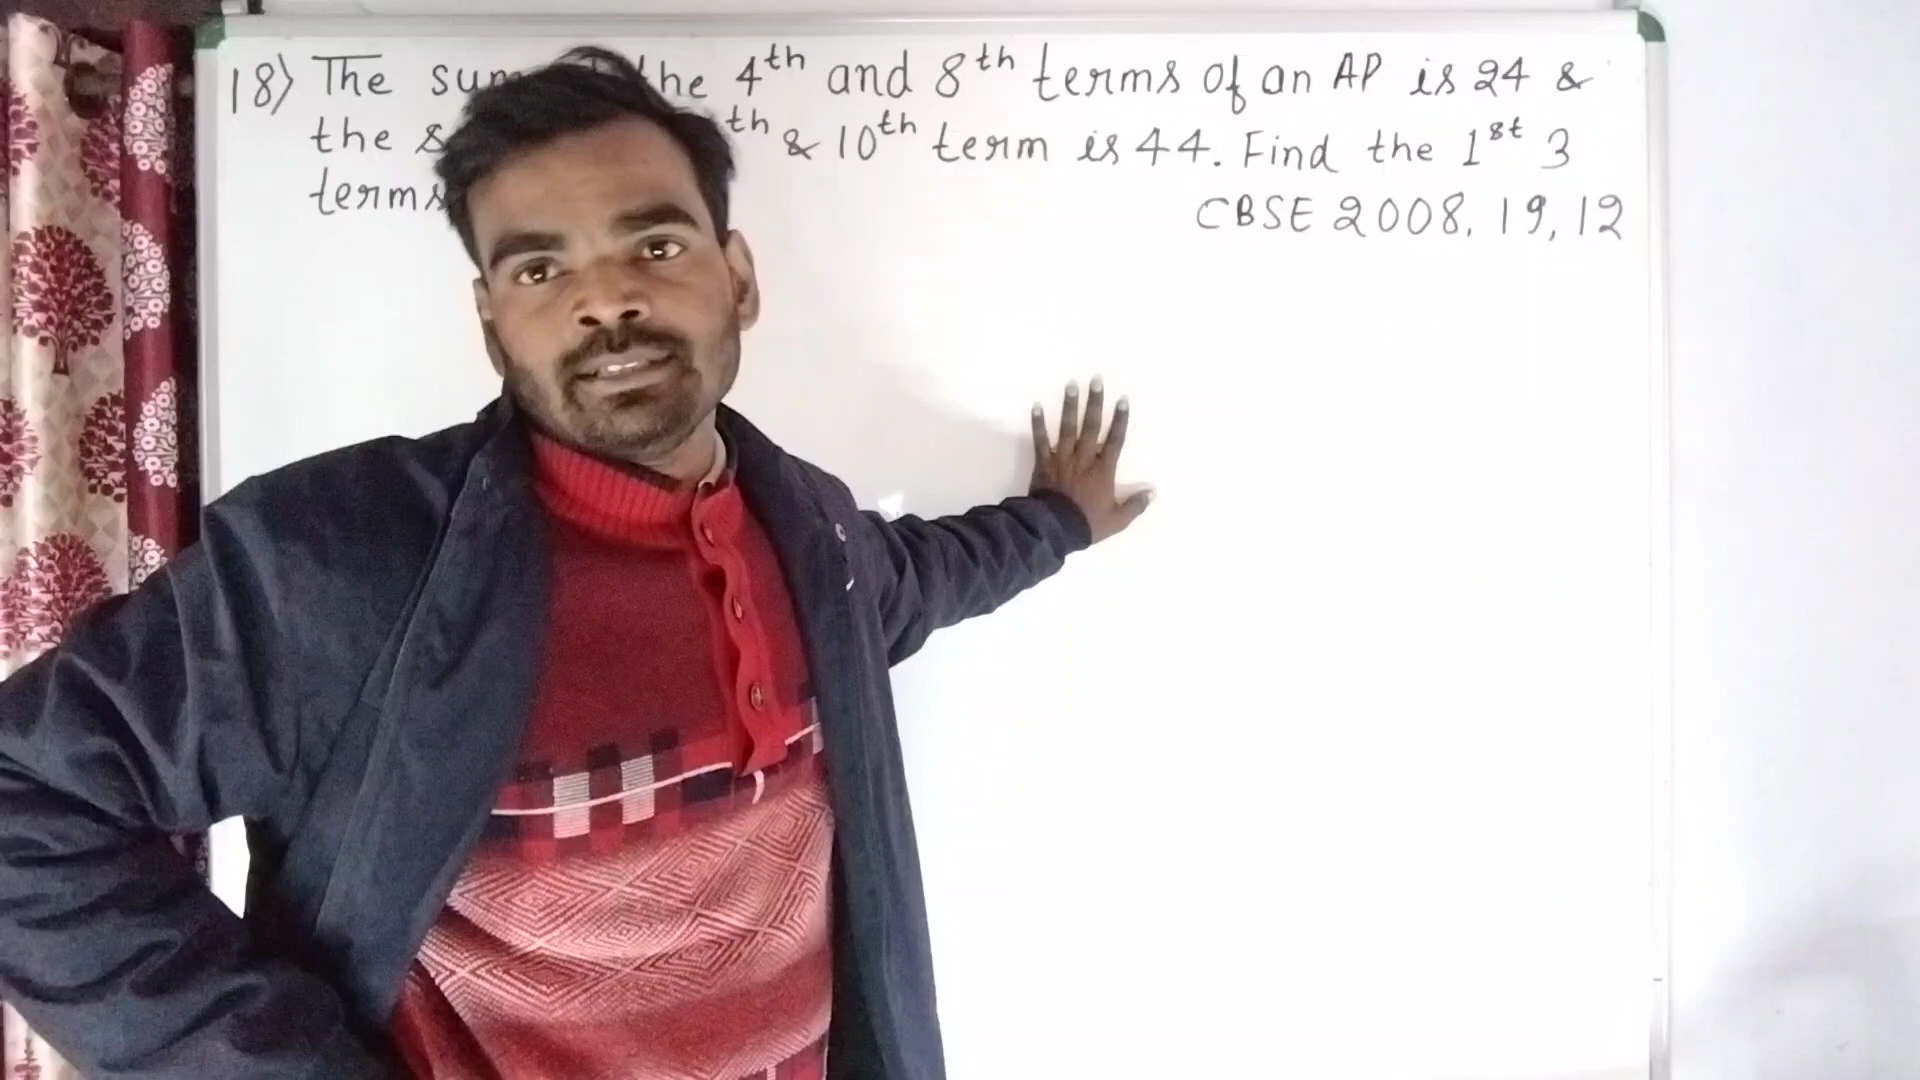 18) The sum the 4th and 8th terms of an AP is 24 &
the th & 10th term is 44. Find the 1st 3
terms
CBSE 2008, 19, 12